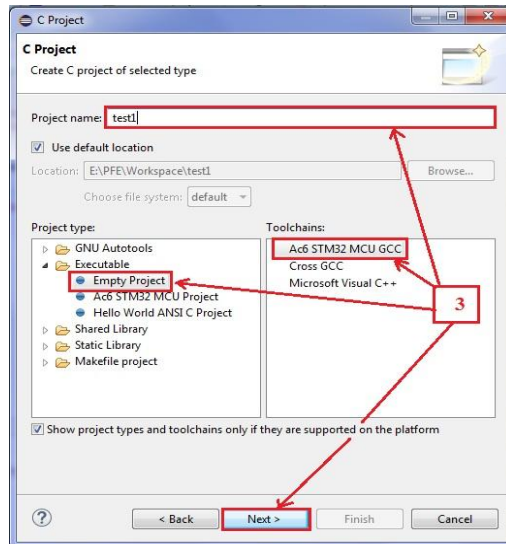 C Project
C Project
Create C project of selected type
Project name: test1
Use default location
Location: E:\PFE\Workspace\test1 Browse...
Choose file system: default
Project type: Toolchains:
GNU Autotools Ac6 STM32 MCU GCC
Executable Cross GCC
Empty Project Microsoft Visual C++
Ac6 STM32 MCU Project
Hello World ANSI C Project
3
Shared Library
Static Library
Makefile project
Show project types and toolchains only if they are supported on the platform
? < Back Next > Finish Cancel